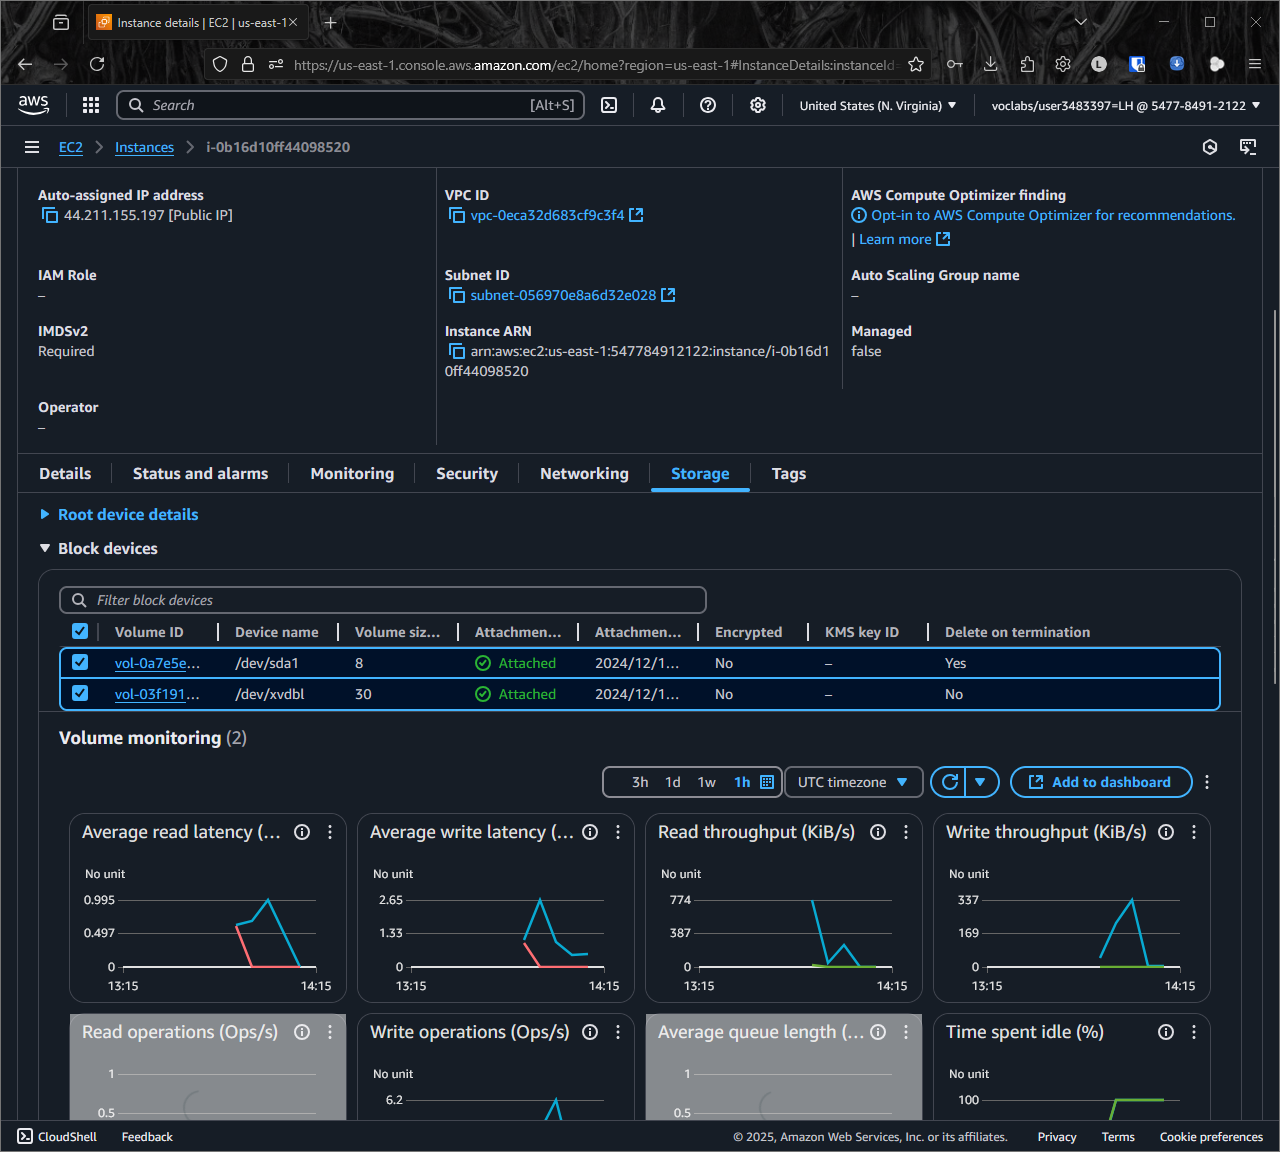 Instance details | EC2 | us-east-1
https://us-east-1.console.aws.amazon.com/ec2/home?region=us-east-1#InstanceDetails:instanceId=
L
aws
Search
[Alt+S]
United States (N. Virginia)
voclabs/user3483397=LH @ 5477-8491-2122
EC2
Instances
i-0b16d10ff44098520
Auto-assigned IP address
44.211.155.197 [Public IP]
VPC ID
vpc-0eca32d683cf9c3f4
AWS Compute Optimizer finding
Opt-in to AWS Compute Optimizer for recommendations.
| Learn more
IAM Role
–
Subnet ID
subnet-056970e8a6d32e028
Auto Scaling Group name
–
IMDSv2
Required
Instance ARN
arn:aws:ec2:us-east-1:547784912122:instance/i-0b16d1
0ff44098520
Managed
false
Operator
–
Details
Status and alarms
Monitoring
Security
Networking
Storage
Tags
Root device details
Block devices
Filter block devices
Volume ID Device name Volume siz... Attachmen... Attachmen... Encrypted KMS key ID Delete on termination
vol-0a7e5e... /dev/sda1 8 Attached 2024/12/1... No – Yes
vol-03f191... /dev/xvdbl 30 Attached 2024/12/1... No – No
Volume monitoring (2)
3h 1d 1w 1h UTC timezone Add to dashboard
Average read latency (...
No unit
0.995
0.497
0
13:15 14:15
Average write latency (...
No unit
2.65
1.33
0
13:15 14:15
Read throughput (KiB/s)
No unit
774
387
0
13:15 14:15
Write throughput (KiB/s)
No unit
337
169
0
13:15 14:15
Read operations (Ops/s)
1
0.5
Write operations (Ops/s)
No unit
6.2
Average queue length (...
1
0.5
Time spent idle (%)
No unit
100
CloudShell
Feedback
© 2025, Amazon Web Services, Inc. or its affiliates.
Privacy
Terms
Cookie preferences